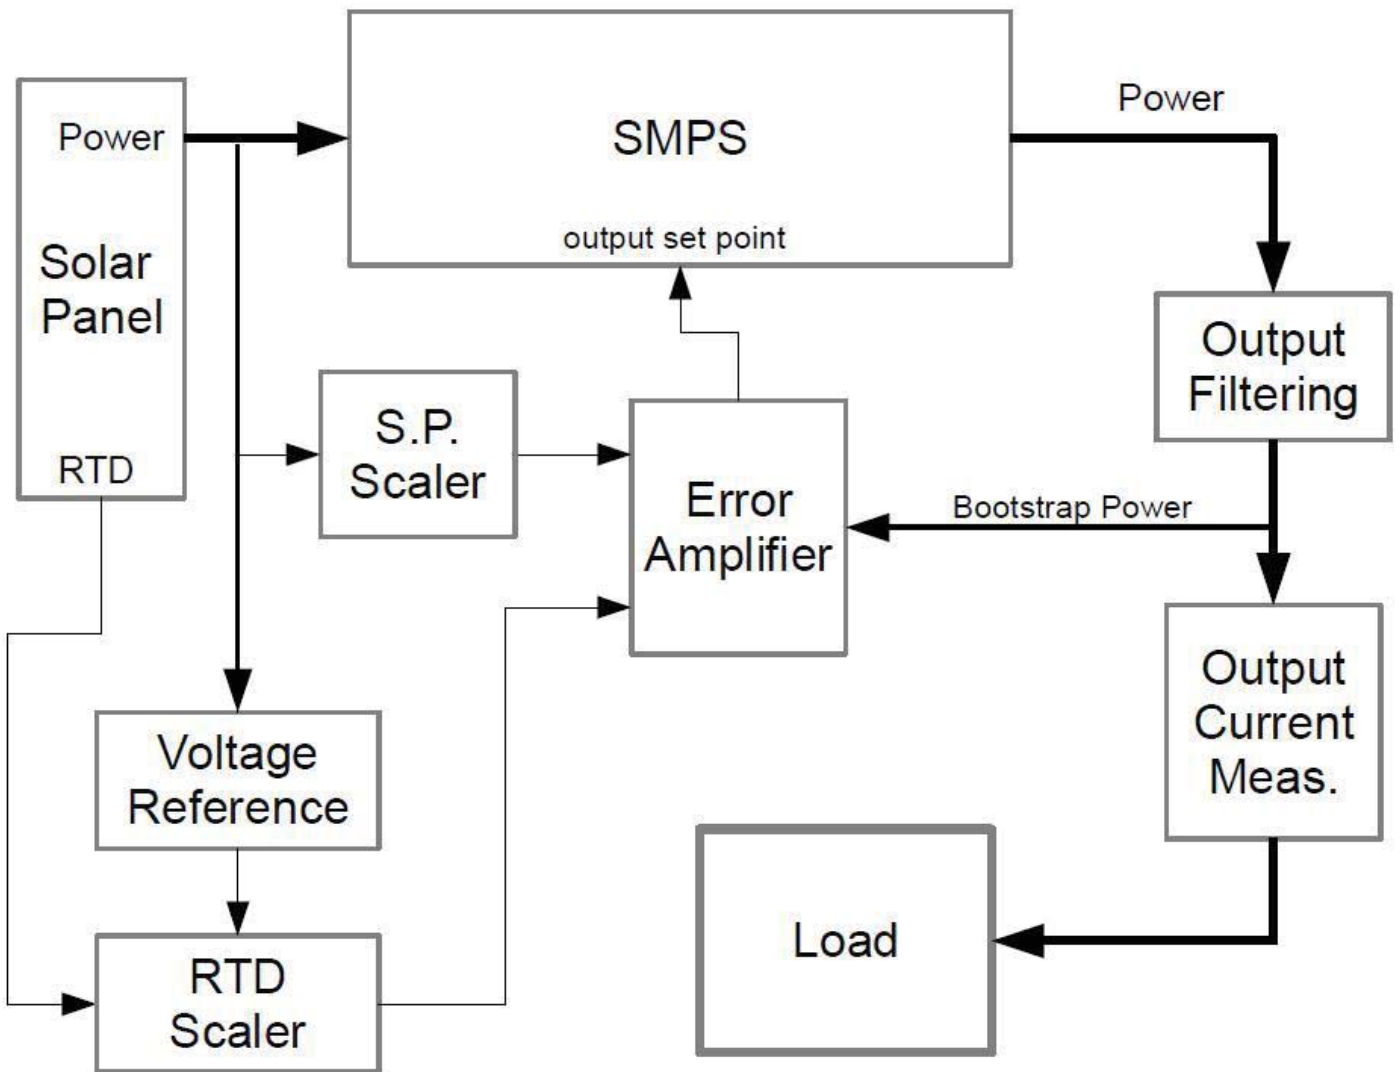 Power
SMPS
output set point
Power
Solar
Panel
RTD
S.P.
Scaler
Error
Amplifier
Output
Filtering
Bootstrap Power
Output
Current
Meas.
Voltage
Reference
RTD
Scaler
Load